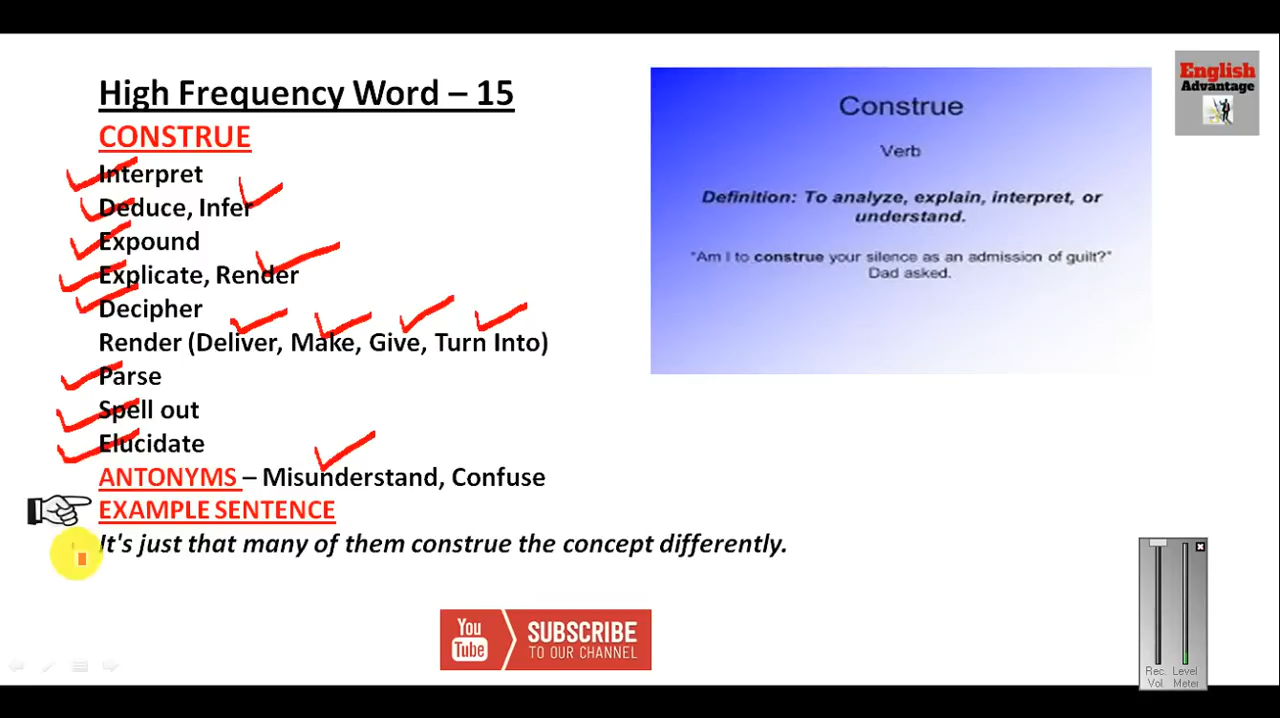 High Frequency Word – 15
CONSTRUE
Interpret
Deduce, Infer
Expound
Explicate, Render
Decipher
Render (Deliver, Make, Give, Turn Into)
Parse
Spell out
Elucidate
ANTONYMS – Misunderstand, Confuse
EXAMPLE SENTENCE
It's just that many of them construe the concept differently.
Construe
Verb
Definition: To analyze, explain, interpret, or
understand.
"Am I to construe your silence as an admission of guilt?"
Dad asked.
English
Advantage
You
Tube
SUBSCRIBE
TO OUR CHANNEL
Rec. Level
Vol. Meter